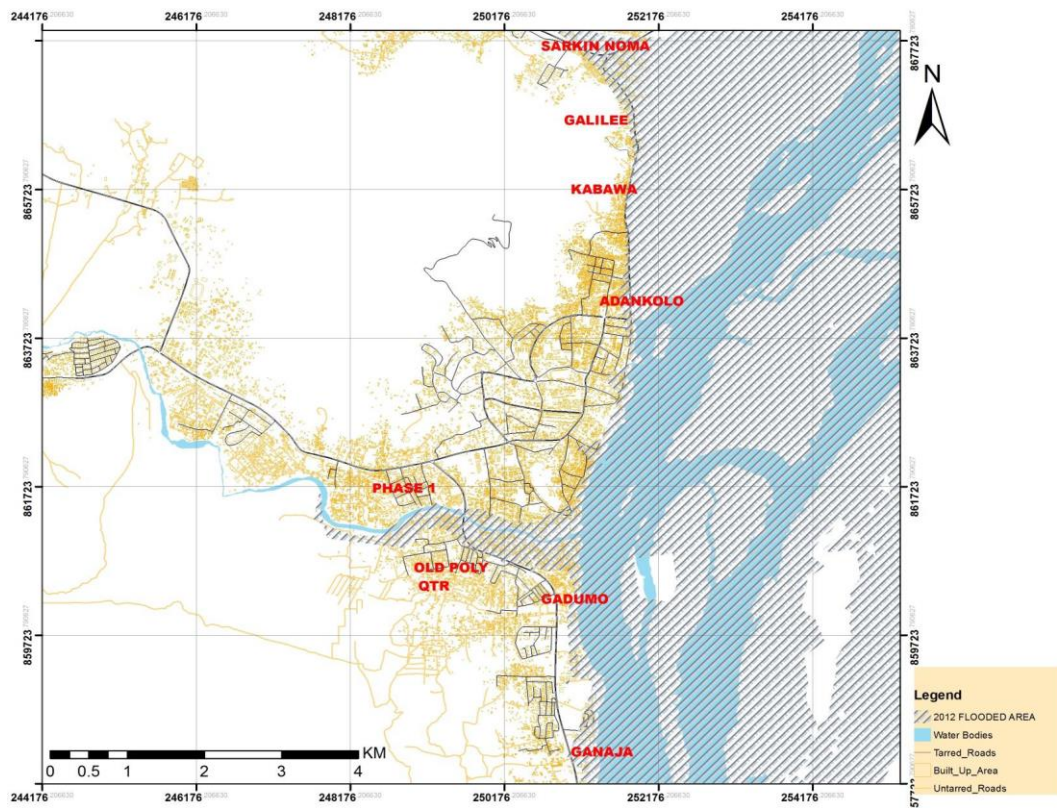 244176 246176 248176 250176 252176 254176
N
SARKIN NOMA
867723
GALILEE
KABAWA
865723
ADANKOLO
863723
PHASE 1
861723
OLD POLY
QTR
GADUMO
859723
GANAJA
KM
0 0.5 1 2 3 4
244176 246176 248176 250176 252176 254176
867723
865723
863723
861723
859723
Legend
2012 FLOODED AREA
Water Bodies
Tarred_Roads
Built_Up_Area
Untarred_Roads